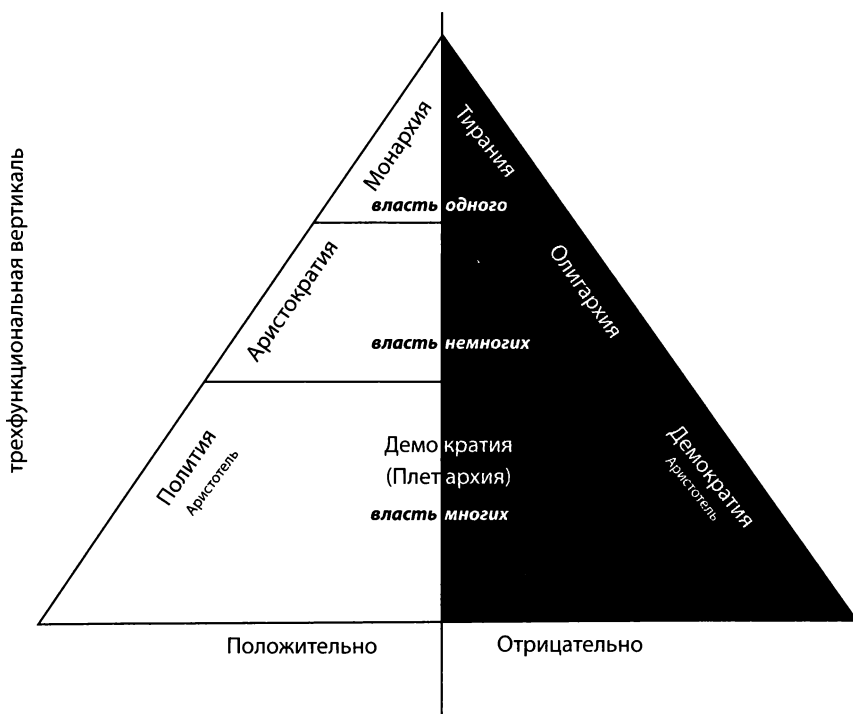 трехфункциональная вертикаль
Монархия
Тирания
власть одного
Аристократия
Олигархия
власть немногих
Полития
Аристотель
Демократия
(Плетархия)
власть многих
Демократия
Аристотель
Положительно
Отрицательно